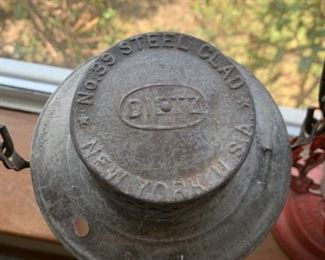 ★ No 39 STEEL CLAD ★
DIETZ
NEW YORK U.S.A.